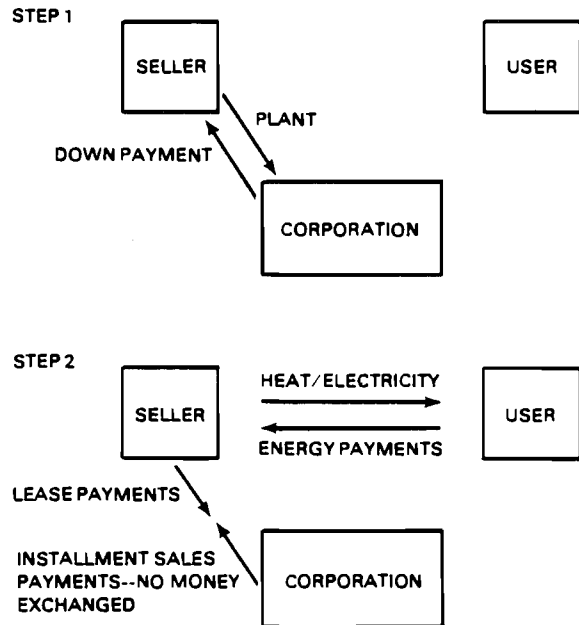 STEP 1
SELLER
USER
PLANT
DOWN PAYMENT
CORPORATION
STEP 2
HEAT/ELECTRICITY
SELLER
USER
ENERGY PAYMENTS
LEASE PAYMENTS
INSTALLMENT SALES
PAYMENTS--NO MONEY
EXCHANGED
CORPORATION